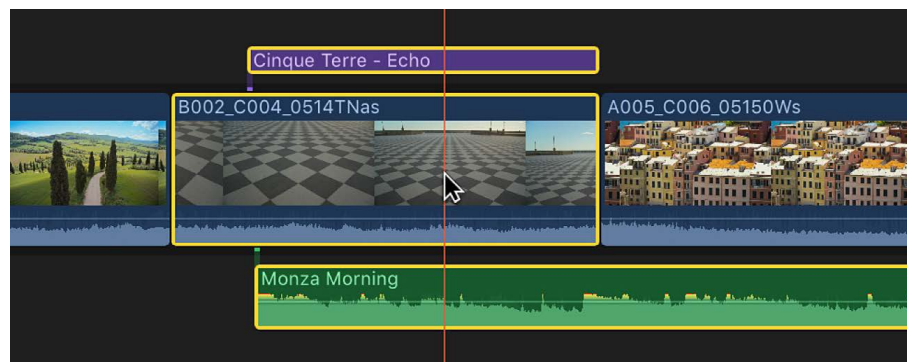 Cinque Terre - Echo
B002_C004_0514TNas
A005_C006_05150Ws
Monza Morning